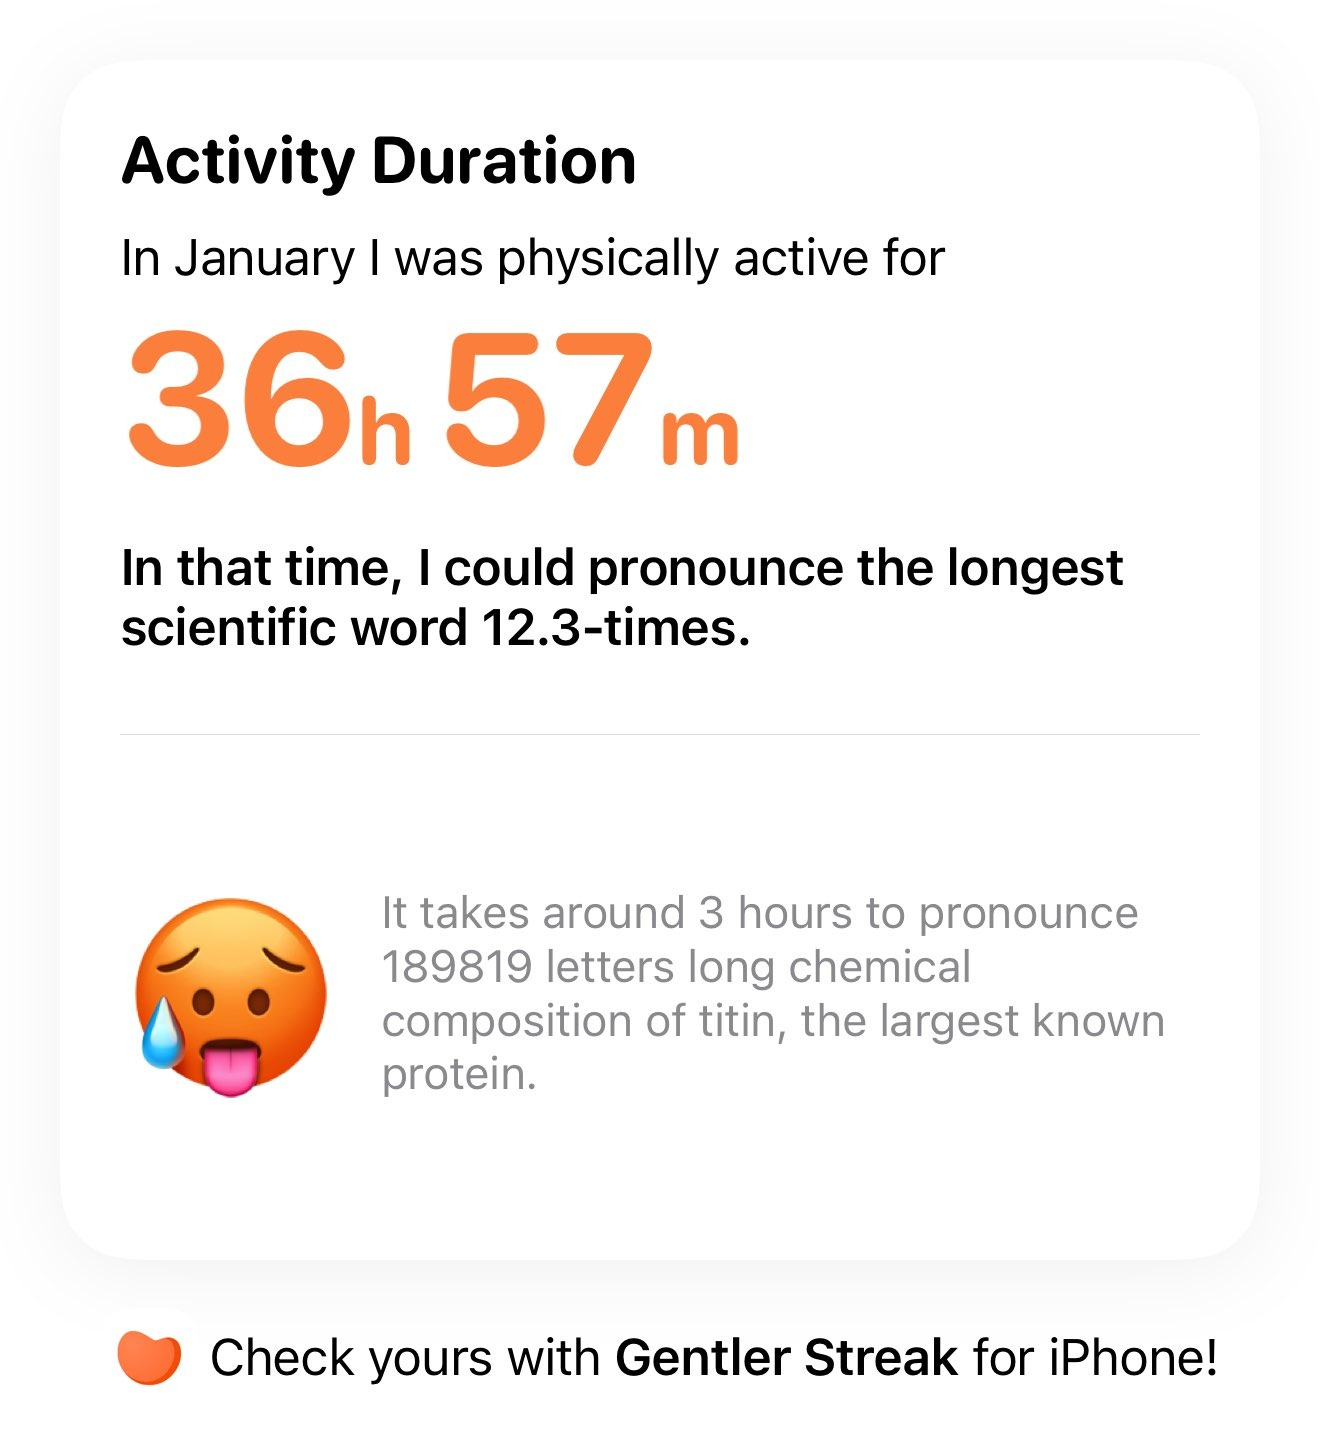 Activity Duration
In January I was physically active for
36h 57m
In that time, I could pronounce the longest
scientific word 12.3-times.
It takes around 3 hours to pronounce
189819 letters long chemical
composition of titin, the largest known
protein.
Check yours with Gentler Streak for iPhone!